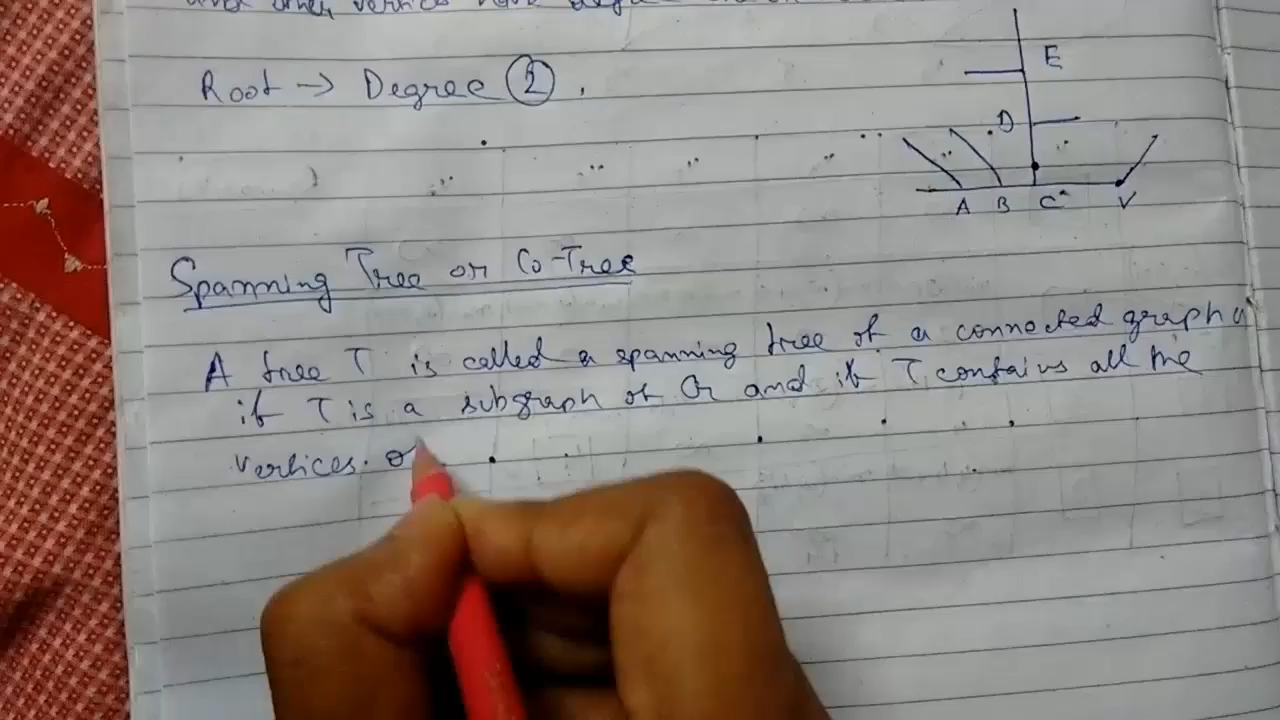 Root → Degree 2.
E
D
A B C V
Spanning Tree or Co-Tree
A tree T is called a spanning tree of a connected graph G
if T is a subgraph of G and if T contains all the
vertices of